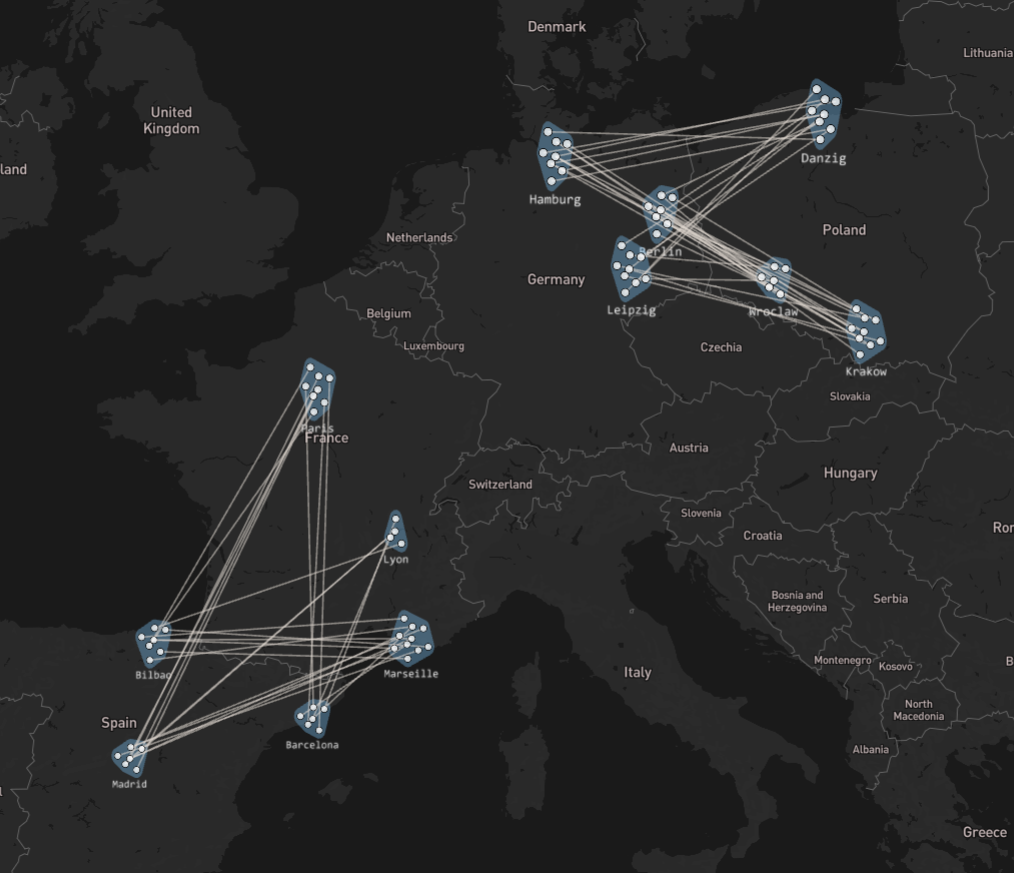 Denmark
Lithuania
United
Kingdom
land
Danzig
Hamburg
Poland
Netherlands
Berlin
Germany
Leipzig
Wroclaw
Belgium
Luxembourg
Czechia
Krakow
Slovakia
Paris
France
Austria
Hungary
Switzerland
Slovenia
Croatia
Ror
Lyon
Bosnia and
Herzegovina
Serbia
Bilbao
Marseille
Italy
Montenegro
Kosovo
B
Spain
North
Macedonia
Barcelona
Albania
Madrid
Greece